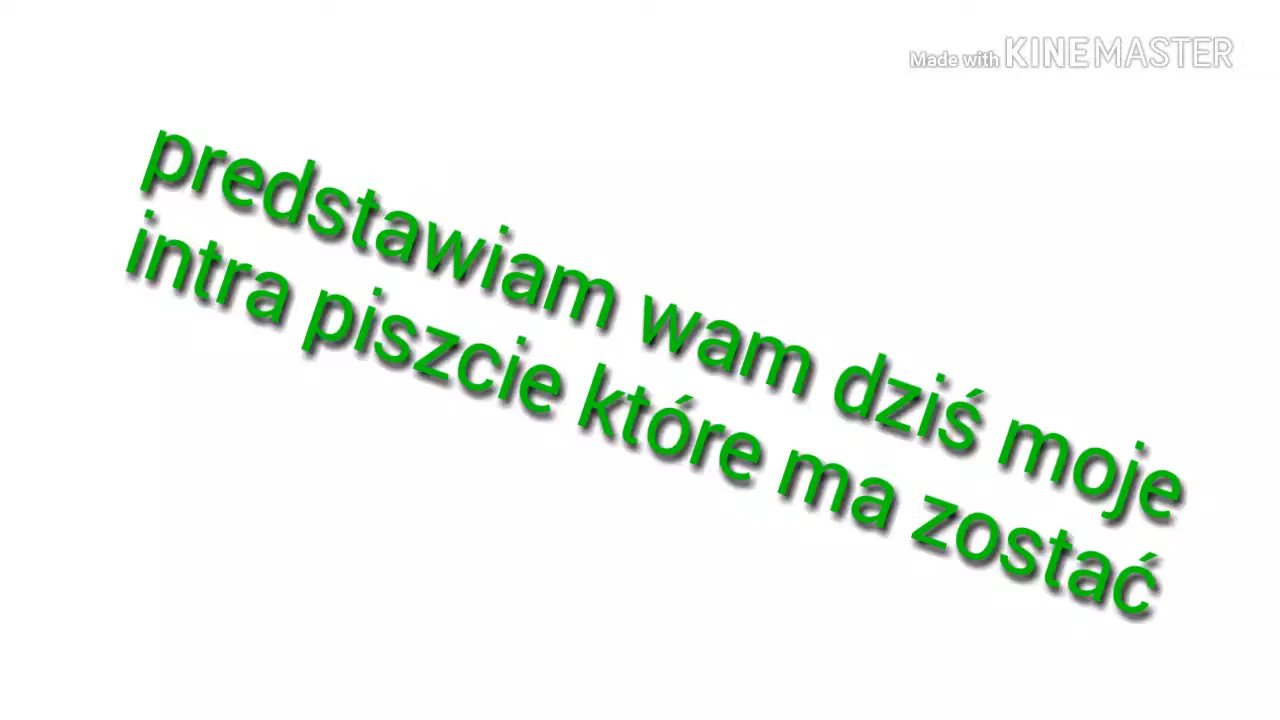 Made with KINEMASTER
predstawiam wam dziś moje
intra piszcie które ma zostać